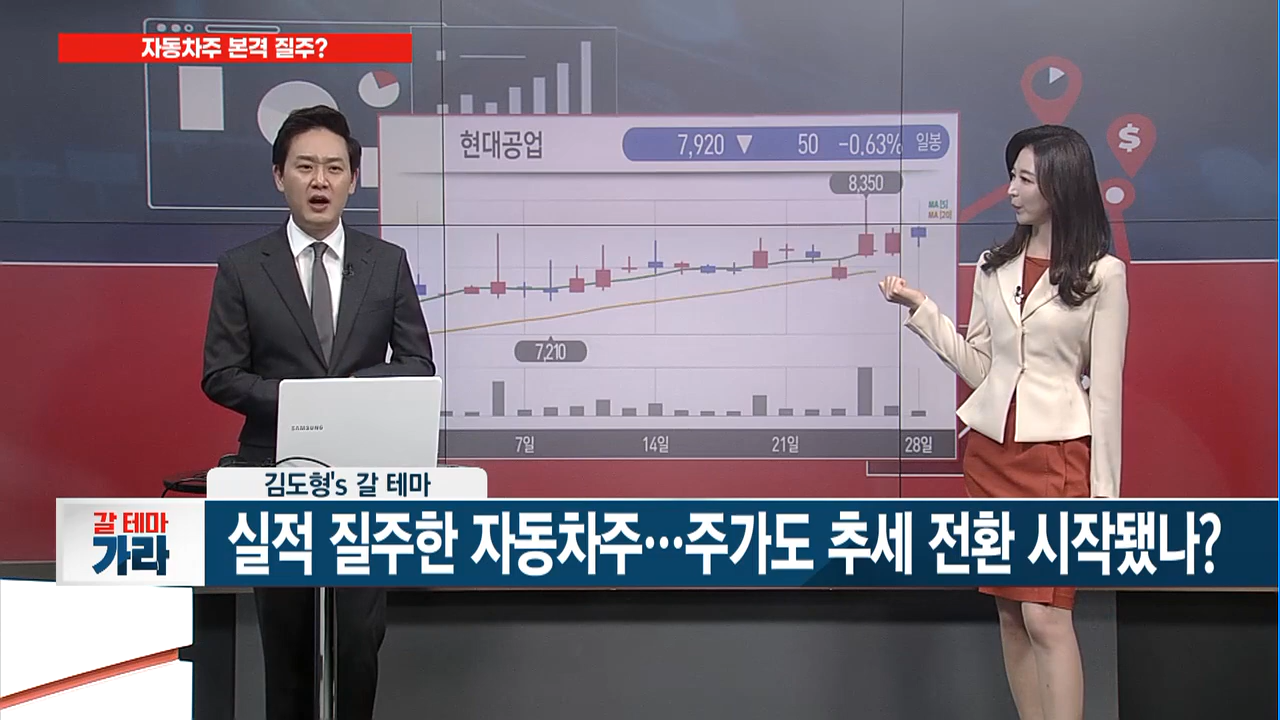 자동차주 본격 질주?
현대공업
7,920 ▼ 50 -0.63% 일봉
8,350
MA [5]
MA [20]
$
7,210
SAMSUNG
7일 14일 21일 28일
김도형's 갈 테마
갈 테마
가라
실적 질주한 자동차주…주가도 추세 전환 시작됐나?